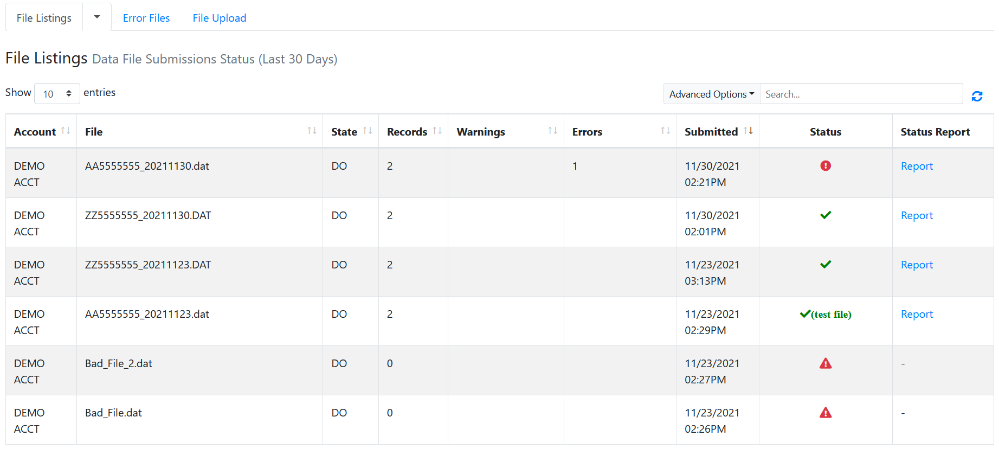 File Listings Error Files File Upload
File Listings Data File Submissions Status (Last 30 Days)
Show 10 entries Advanced Options Search...
Account File State Records Warnings Errors Submitted Status Status Report
DEMO AA5555555_20211130.dat DO 2 1 11/30/2021 Report
ACCT 02:21PM
DEMO ZZ5555555_20211130.DAT DO 2 11/30/2021 Report
ACCT 02:01PM
DEMO ZZ5555555_20211123.DAT DO 2 11/23/2021 Report
ACCT 03:13PM
DEMO AA5555555_20211123.dat DO 2 11/23/2021 (test file) Report
ACCT 02:29PM
DEMO Bad_File_2.dat DO 0 11/23/2021 -
ACCT 02:27PM
DEMO Bad_File.dat DO 0 11/23/2021 -
ACCT 02:26PM